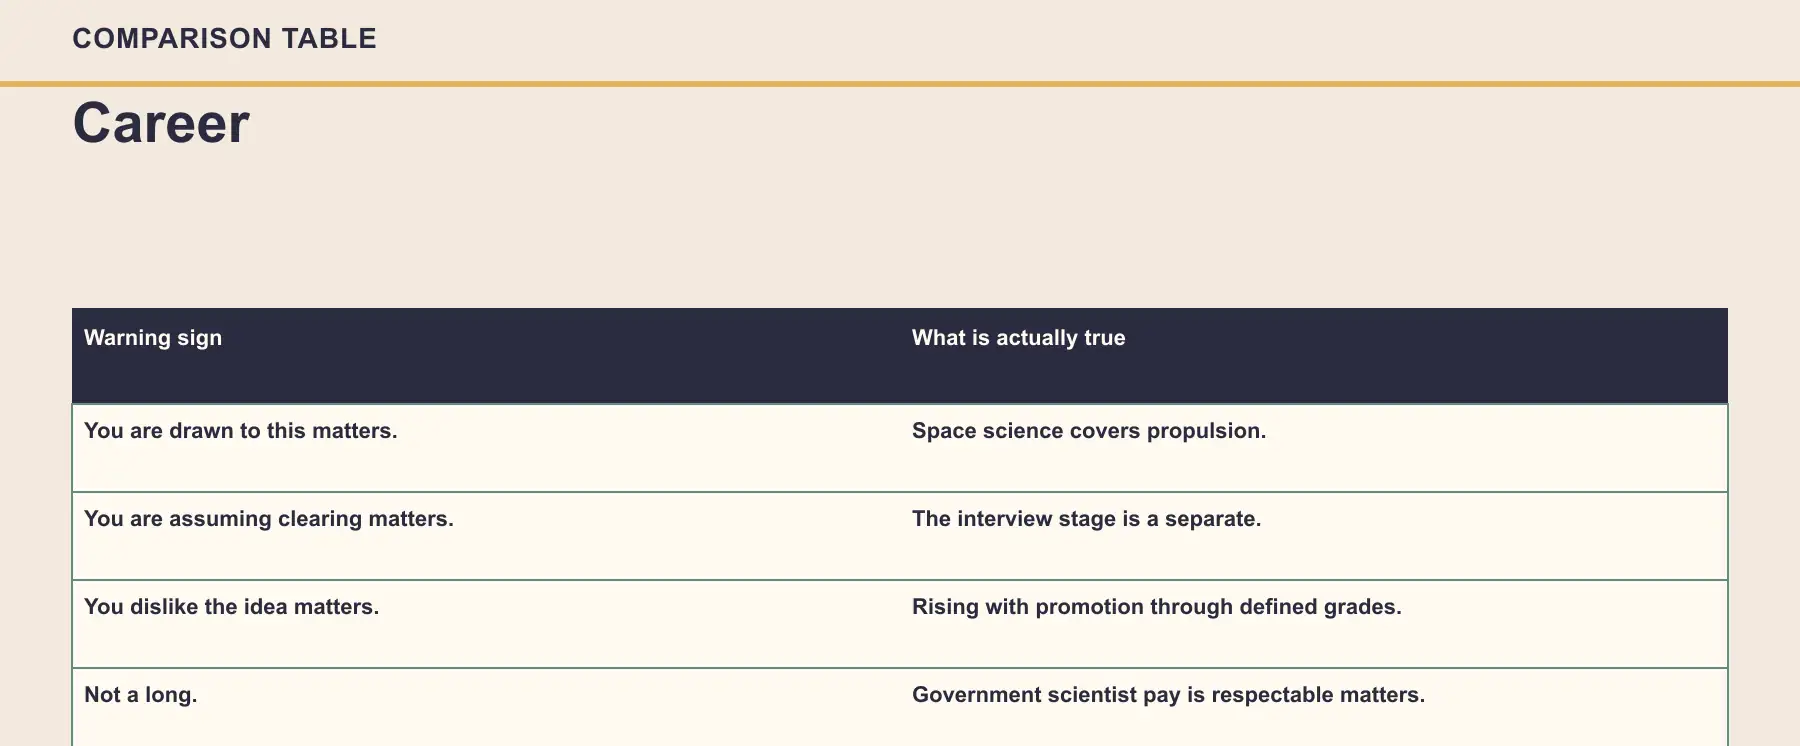 COMPARISON TABLE
Career
Warning sign
What is actually true
You are drawn to this matters.
Space science covers propulsion.
You are assuming clearing matters.
The interview stage is a separate.
You dislike the idea matters.
Rising with promotion through defined grades.
Not a long.
Government scientist pay is respectable matters.